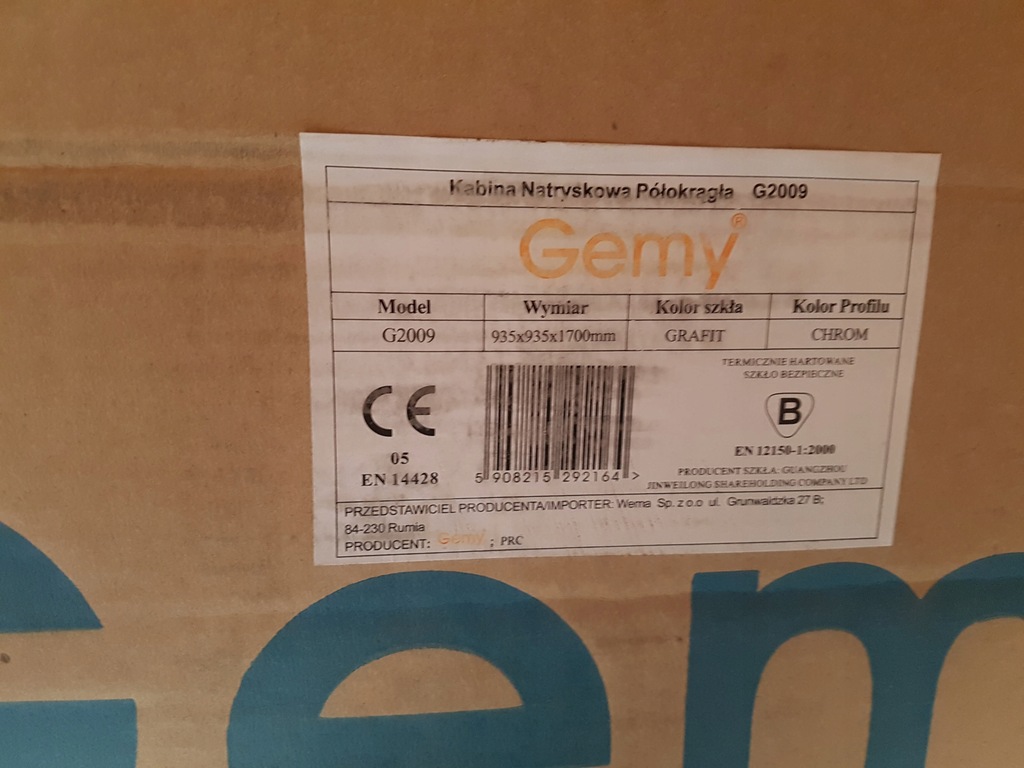 Kabina Natryskowa Półokrągła G2009
Gemy®
Model Wymiar Kolor szkła Kolor Profilu
G2009 935x935x1700mm GRAFIT CHROM
TERMICZNIE HARTOWANE
SZKŁO BEZPIECZNE
CE
B
05
EN 14428
5 908215 292164 >
EN 12150-1:2000
PRODUCENT SZKŁA: GUANGZHOU
JINWEILONG SHAREHOLDING COMPANY LTD
PRZEDSTAWICIEL PRODUCENTA/IMPORTER: Wema Sp. z o.o ul. Grunwaldzka 27 B;
84-230 Rumia
PRODUCENT: Gemy ; PRC
Gem